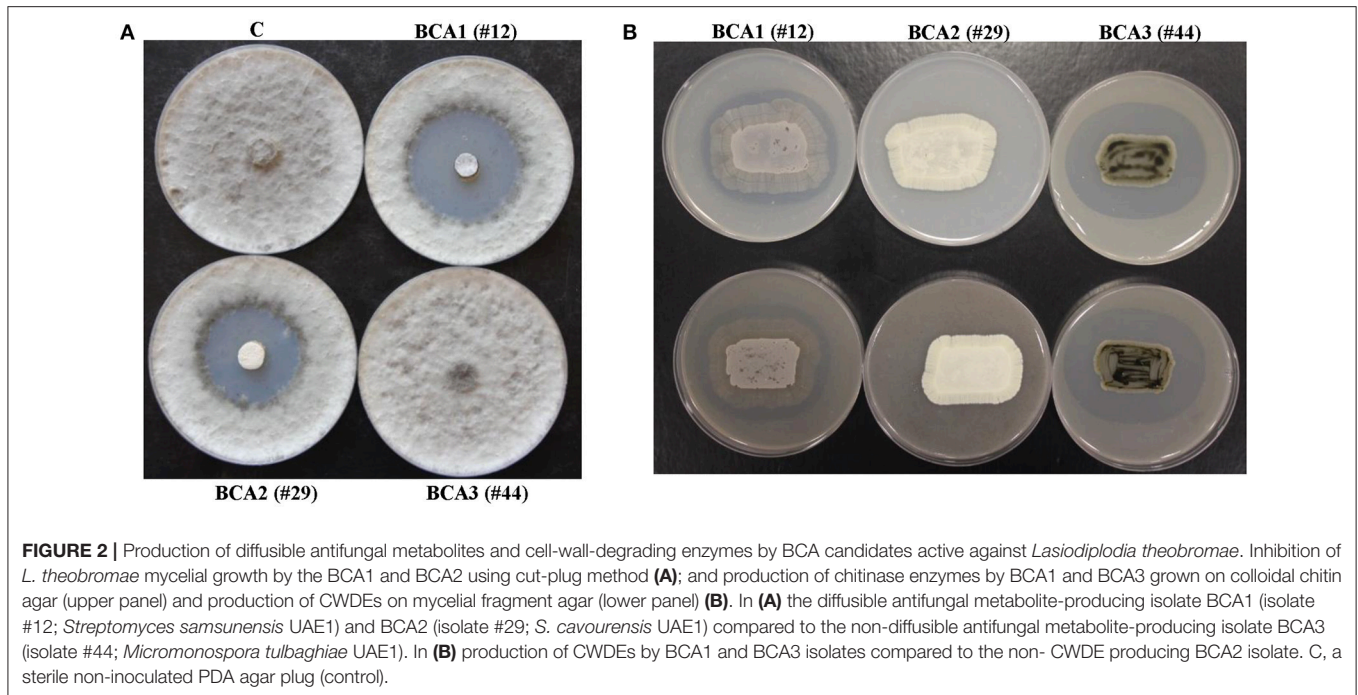 A
C
BCA1 (#12)
BCA2 (#29)
BCA3 (#44)
B
BCA1 (#12)
BCA2 (#29)
BCA3 (#44)
FIGURE 2 | Production of diffusible antifungal metabolites and cell-wall-degrading enzymes by BCA candidates active against Lasiodiplodia theobromae. Inhibition of
L. theobromae mycelial growth by the BCA1 and BCA2 using cut-plug method (A); and production of chitinase enzymes by BCA1 and BCA3 grown on colloidal chitin
agar (upper panel) and production of CWDEs on mycelial fragment agar (lower panel) (B). In (A) the diffusible antifungal metabolite-producing isolate BCA1 (isolate
#12; Streptomyces samsunensis UAE1) and BCA2 (isolate #29; S. cavourensis UAE1) compared to the non-diffusible antifungal metabolite-producing isolate BCA3
(isolate #44; Micromonospora tulbaghiae UAE1). In (B) production of CWDEs by BCA1 and BCA3 isolates compared to the non- CWDE producing BCA2 isolate. C, a
sterile non-inoculated PDA agar plug (control).